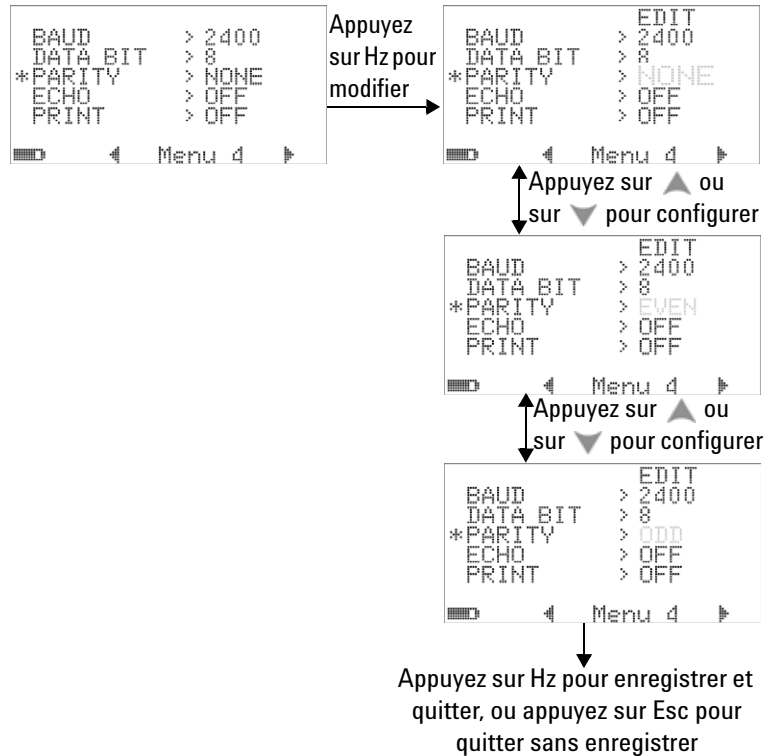 BAUD > 2400
DATA BIT > 8
*PARITY > NONE
ECHO > OFF
PRINT > OFF
Menu 4
Appuyez
sur Hz pour
modifier
EDIT
BAUD > 2400
DATA BIT > 8
*PARITY > NONE
ECHO > OFF
PRINT > OFF
Menu 4
Appuyez sur ou
sur pour configurer
EDIT
BAUD > 2400
DATA BIT > 8
*PARITY > EVEN
ECHO > OFF
PRINT > OFF
Menu 4
Appuyez sur ou
sur pour configurer
EDIT
BAUD > 2400
DATA BIT > 8
*PARITY > ODD
ECHO > OFF
PRINT > OFF
Menu 4
Appuyez sur Hz pour enregistrer et
quitter, ou appuyez sur Esc pour
quitter sans enregistrer